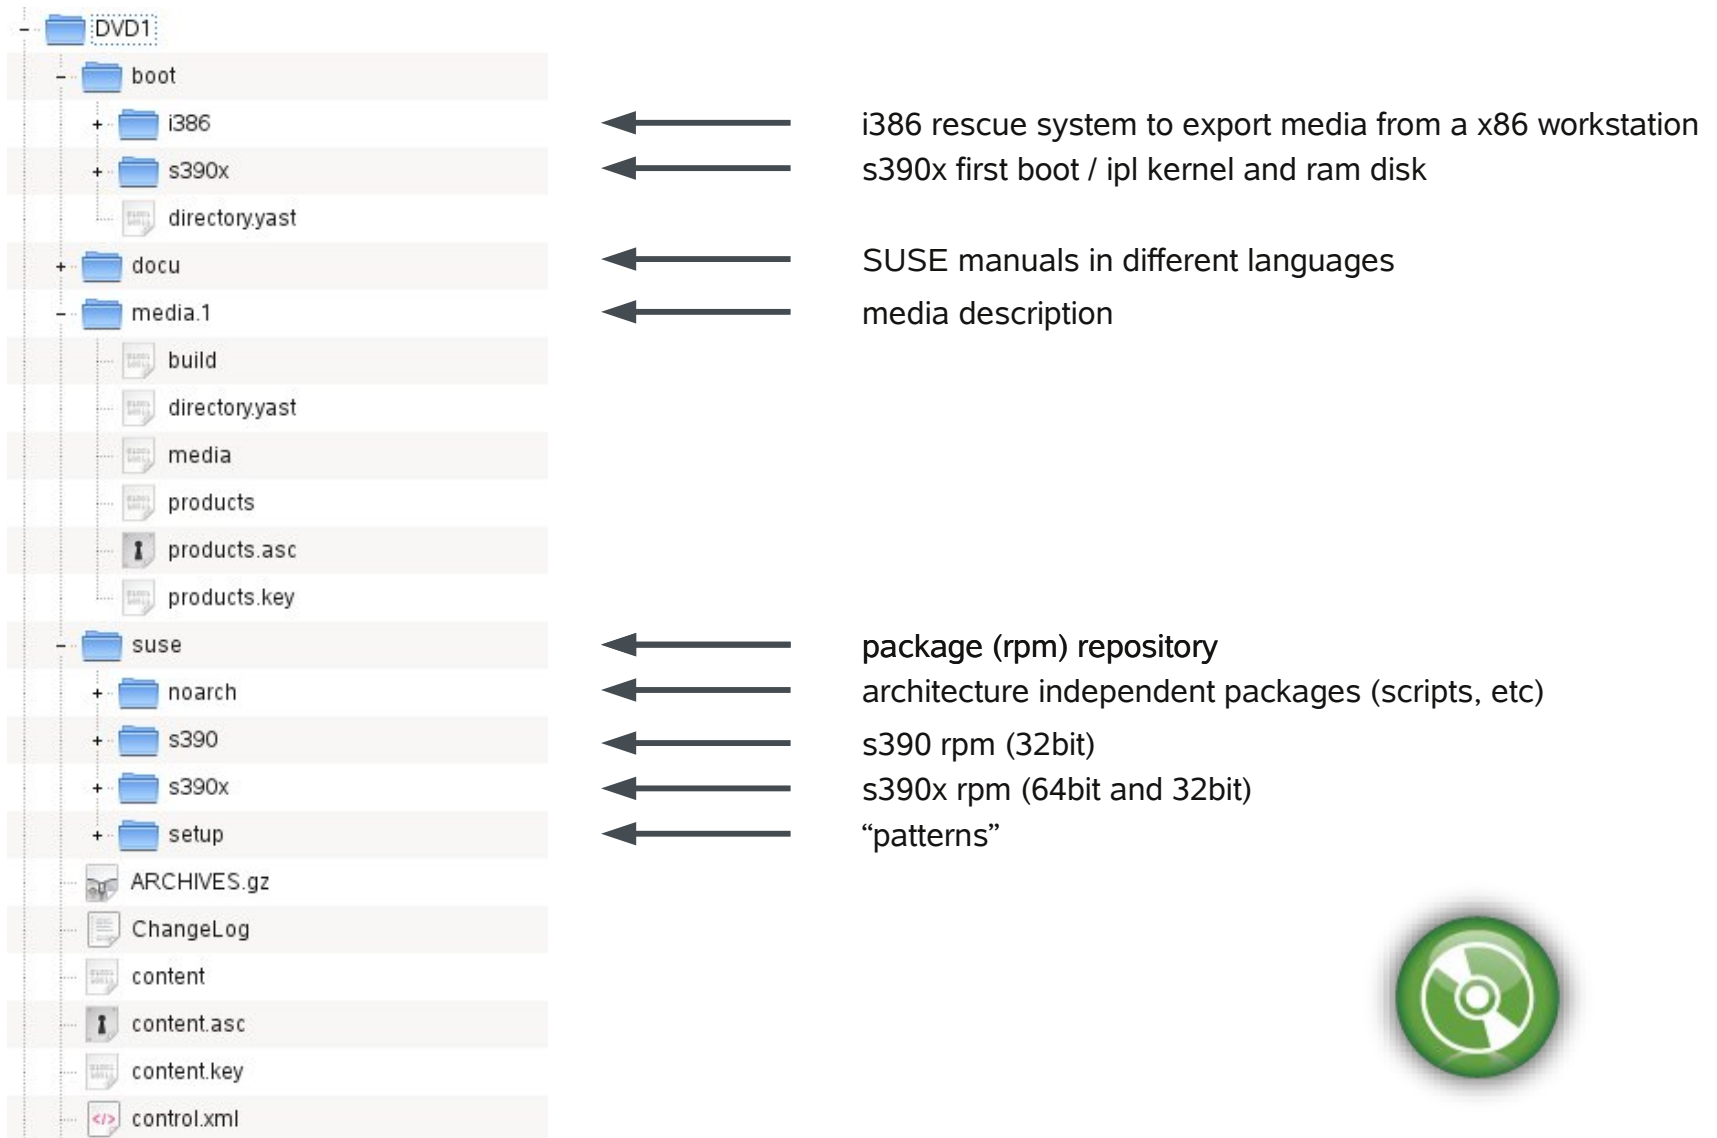 DVD1
boot
i386 i386 rescue system to export media from a x86 workstation
s390x s390x first boot / ipl kernel and ram disk
directory.yast
docu SUSE manuals in different languages
media.1 media description
build
directory.yast
media
products
products.asc
products.key
suse package (rpm) repository
noarch architecture independent packages (scripts, etc)
s390 s390 rpm (32bit)
s390x s390x rpm (64bit and 32bit)
setup “patterns”
ARCHIVES.gz
ChangeLog
content
content.asc
content.key
control.xml